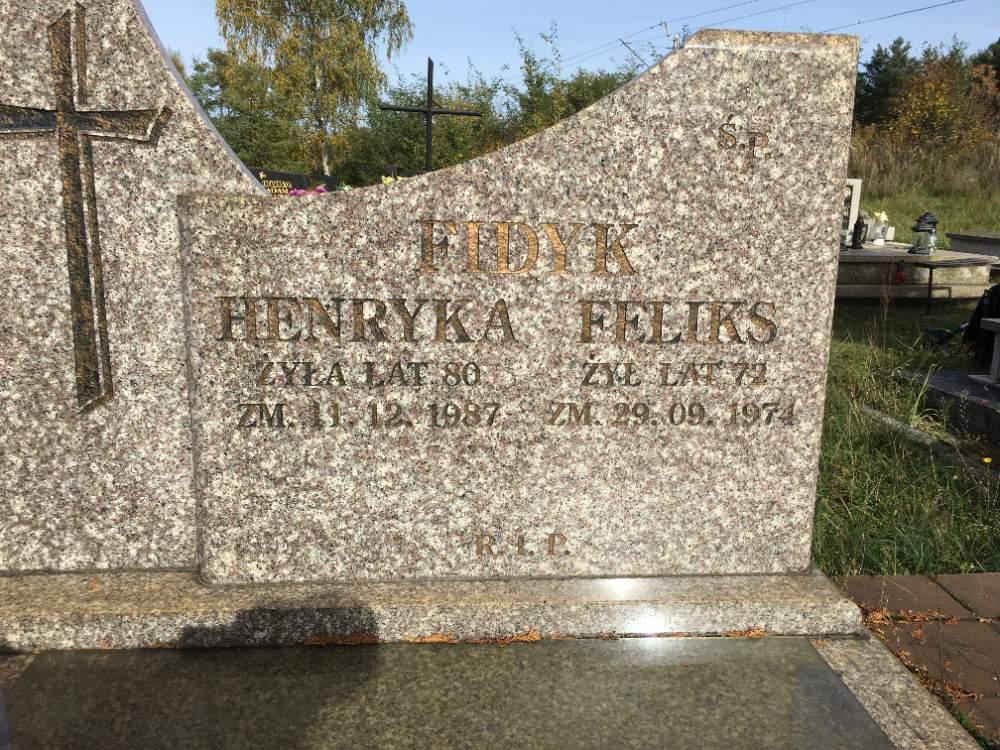 Ś.P.
FIDYK
HENRYKA FELIKS
ŻYŁA LAT 80 ŻYŁ LAT 72
ZM. 11. 12. 1987 ZM. 29. 09. 1974
R.I.P.